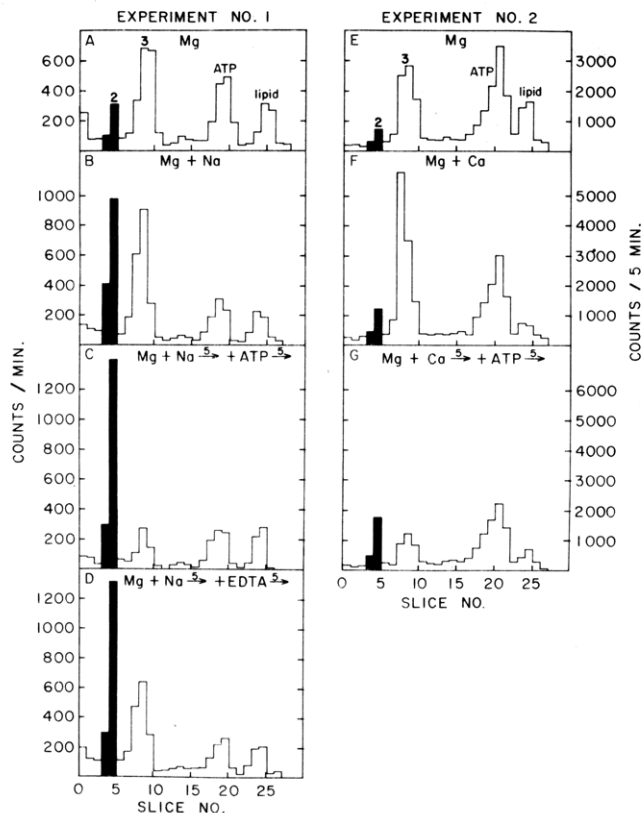 EXPERIMENT NO. 1
A
Mg
2
3
ATP
lipid
600
400
200
B
Mg + Na
1000
800
600
400
200
C
Mg + Na 5→ + ATP 5→
1200
1000
800
600
400
200
D
Mg + Na 5→ + EDTA 5→
1200
1000
800
600
400
200
0 5 10 15 20 25
SLICE NO.
COUNTS / MIN.
EXPERIMENT NO. 2
E
Mg
2
3
ATP
lipid
3000
2000
1000
F
Mg + Ca
5000
4000
3000
2000
1000
G
Mg + Ca 5→ + ATP 5→
6000
5000
4000
3000
2000
1000
0 5 10 15 20 25
SLICE NO.
COUNTS / 5 MIN.